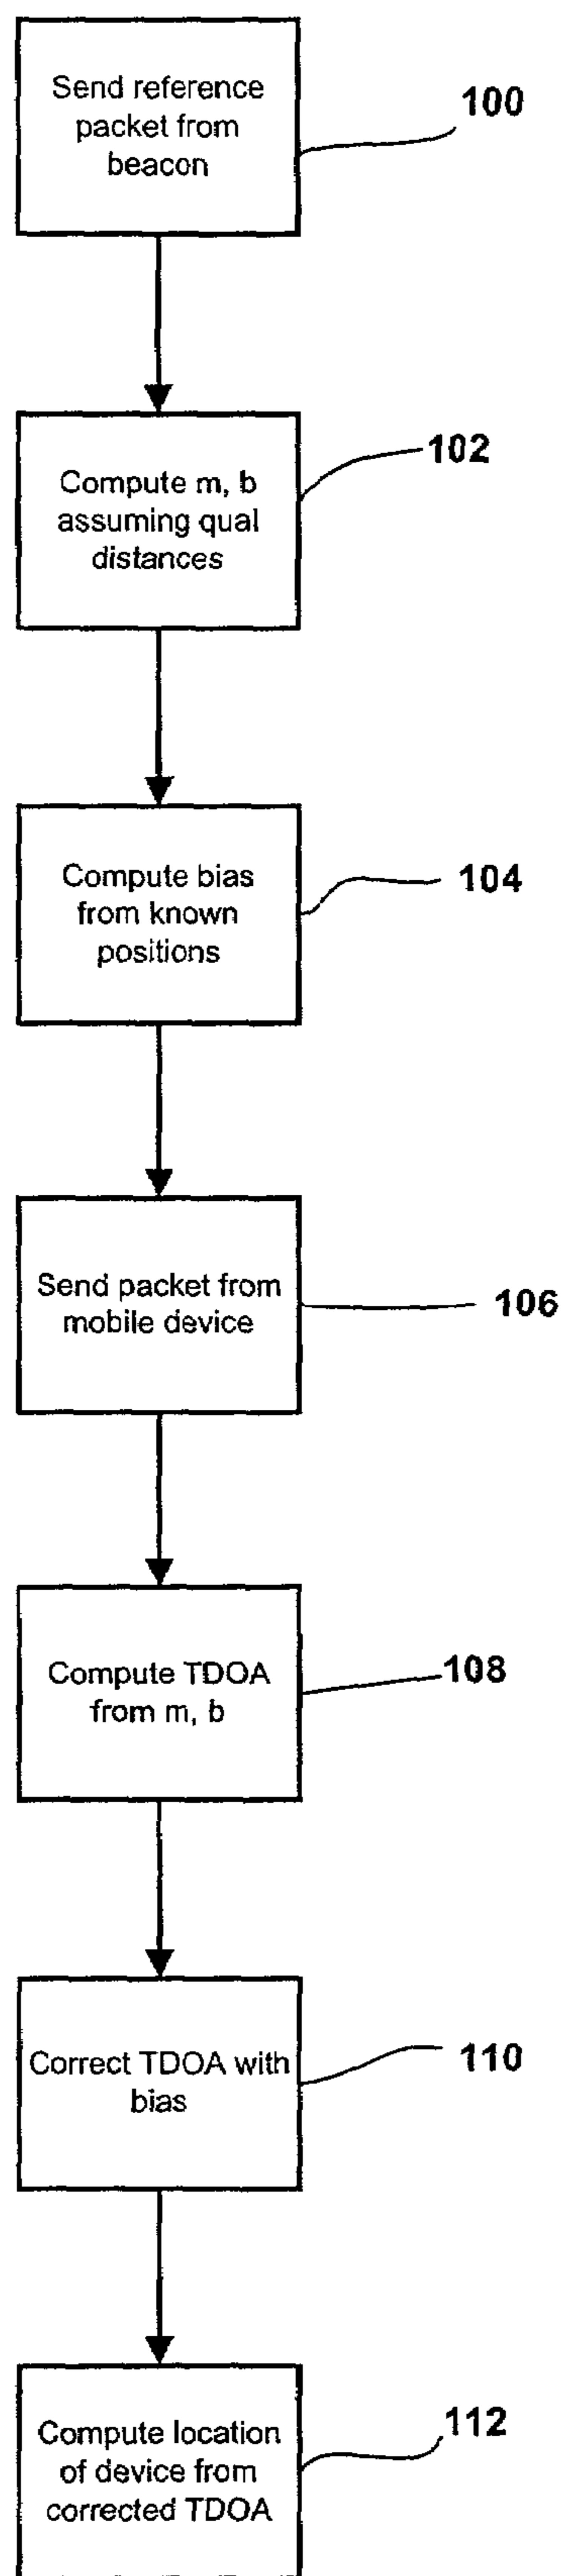 Send reference
packet from
beacon
100
Compute m, b
assuming qual
distances
102
Compute bias
from known
positions
104
Send packet from
mobile device
106
Compute TDOA
from m, b
108
Correct TDOA with
bias
110
Compute location
of device from
corrected TDOA
112